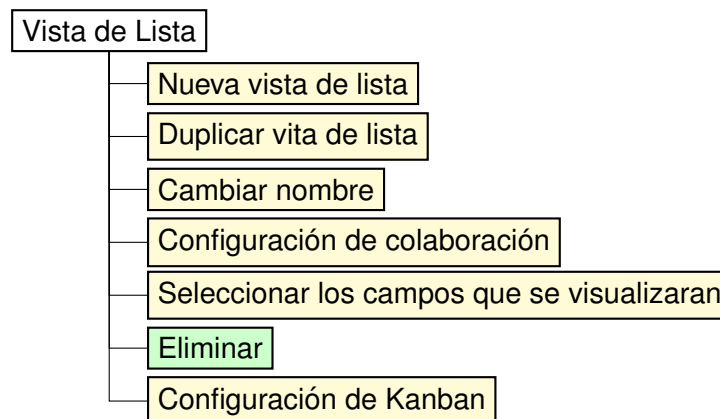 Vista de Lista
Nueva vista de lista
Duplicar vita de lista
Cambiar nombre
Configuración de colaboración
Seleccionar los campos que se visualizaran
Eliminar
Configuración de Kanban